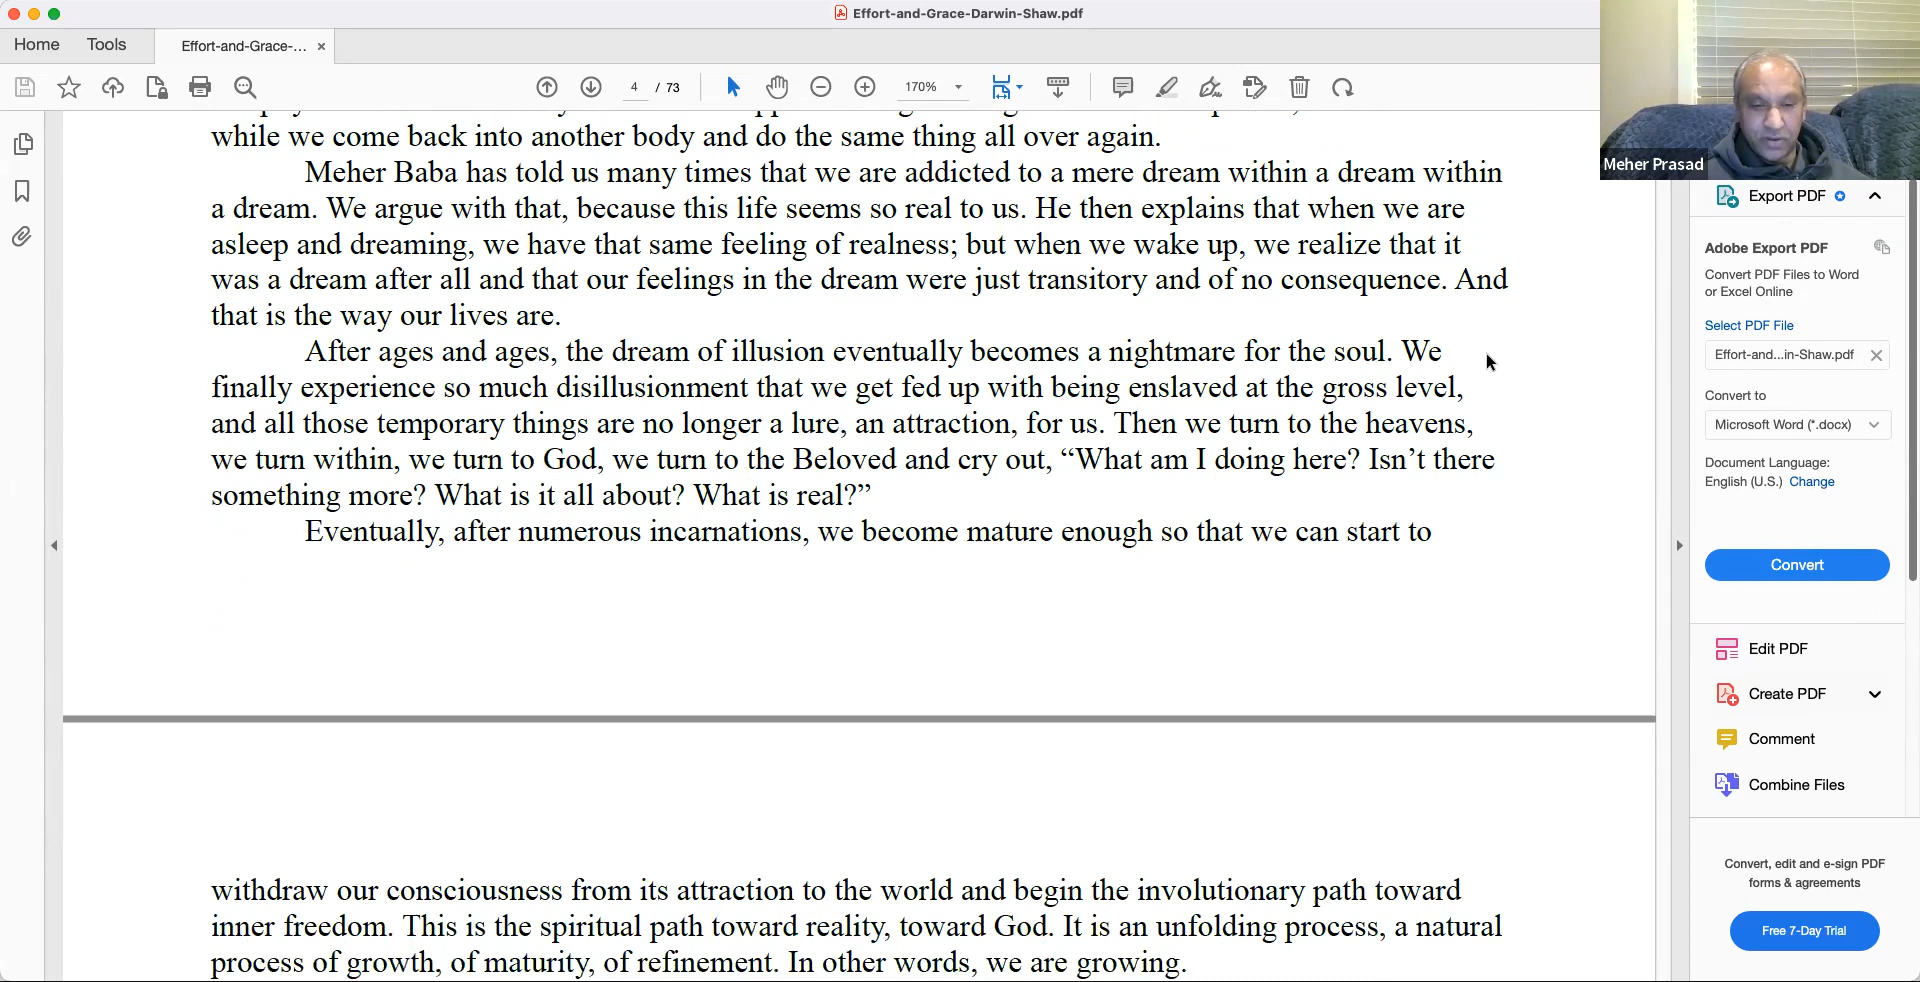 Effort-and-Grace-Darwin-Shaw.pdf
Home Tools Effort-and-Grace-... ×
4 / 73 170%
while we come back into another body and do the same thing all over again.
Meher Baba has told us many times that we are addicted to a mere dream within a dream within
a dream. We argue with that, because this life seems so real to us. He then explains that when we are
asleep and dreaming, we have that same feeling of realness; but when we wake up, we realize that it
was a dream after all and that our feelings in the dream were just transitory and of no consequence. And
that is the way our lives are.
After ages and ages, the dream of illusion eventually becomes a nightmare for the soul. We
finally experience so much disillusionment that we get fed up with being enslaved at the gross level,
and all those temporary things are no longer a lure, an attraction, for us. Then we turn to the heavens,
we turn within, we turn to God, we turn to the Beloved and cry out, “What am I doing here? Isn’t there
something more? What is it all about? What is real?”
Eventually, after numerous incarnations, we become mature enough so that we can start to
withdraw our consciousness from its attraction to the world and begin the involutionary path toward
inner freedom. This is the spiritual path toward reality, toward God. It is an unfolding process, a natural
process of growth, of maturity, of refinement. In other words, we are growing.
Meher Prasad
Export PDF
Adobe Export PDF
Convert PDF Files to Word
or Excel Online
Select PDF File
Effort-and...in-Shaw.pdf
Convert to
Microsoft Word (*.docx)
Document Language:
English (U.S.) Change
Convert
Edit PDF
Create PDF
Comment
Combine Files
Convert, edit and e-sign PDF
forms & agreements
Free 7-Day Trial